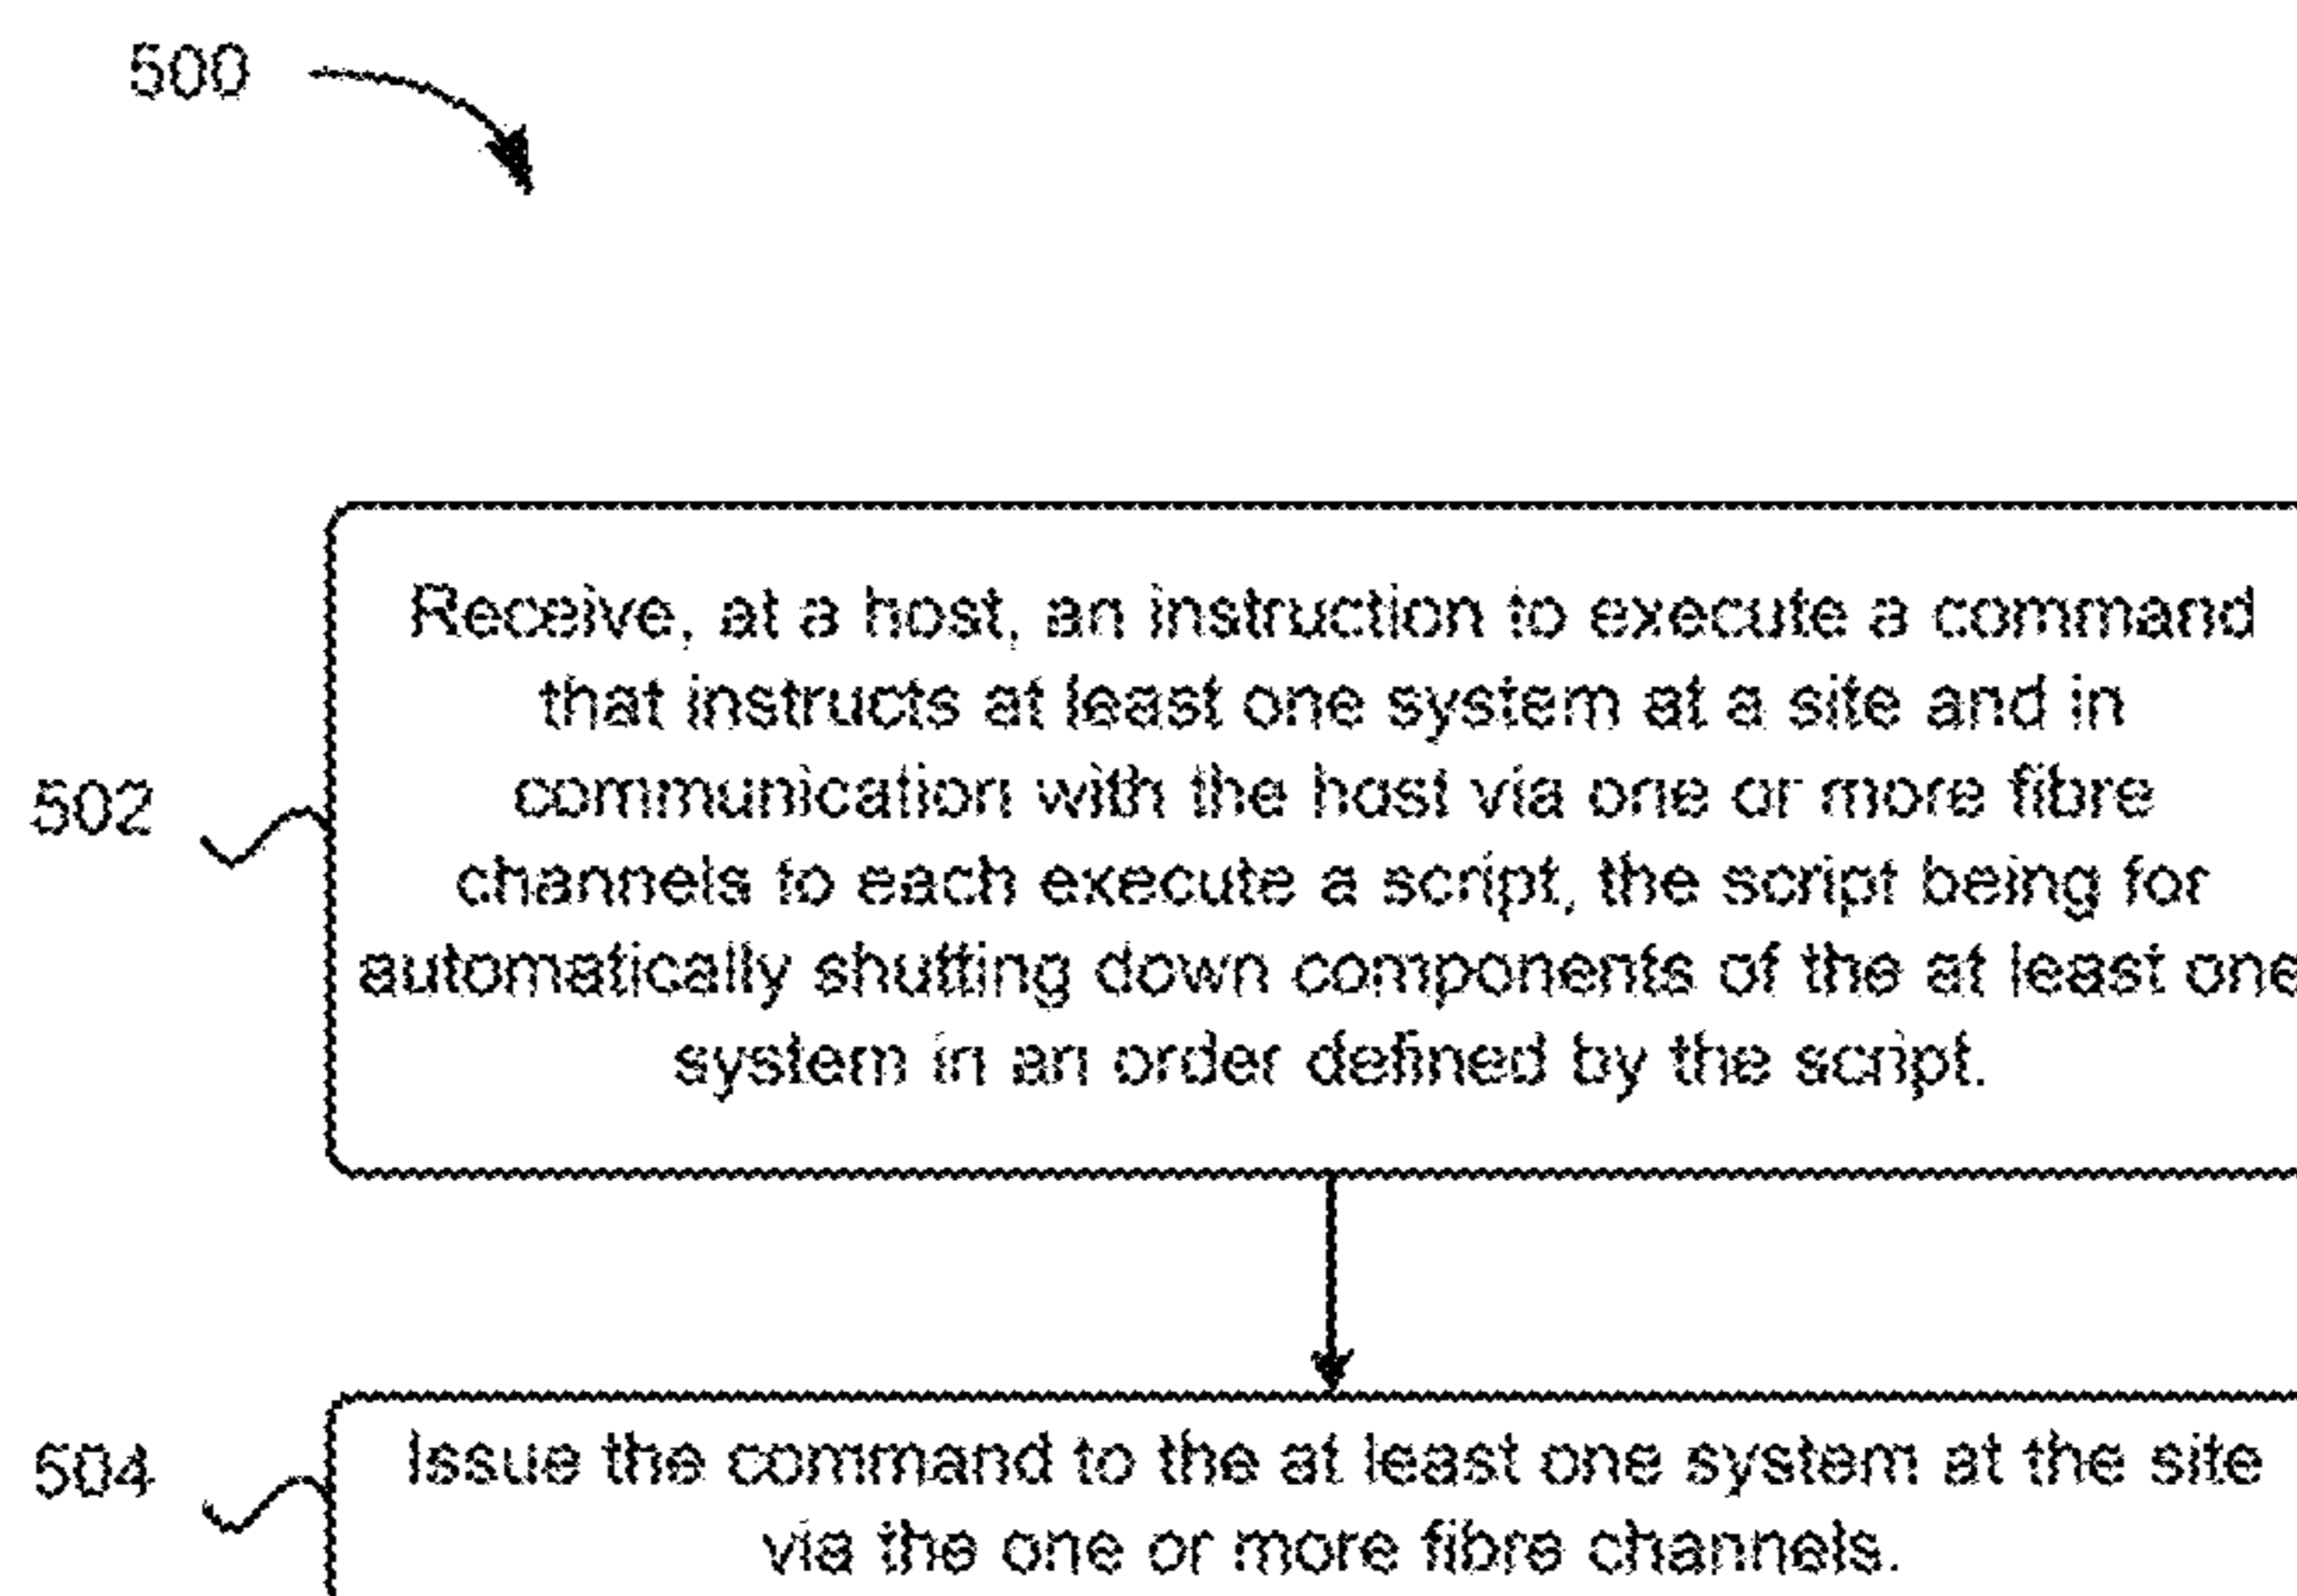 500
Receive, at a host, an instruction to execute a command
that instructs at least one system at a site and in
communication with the host via one or more fibre
channels to each execute a script, the script being for
automatically shutting down components of the at least one
system in an order defined by the script.
502
Issue the command to the at least one system at the site
via the one or more fibre channels.
504